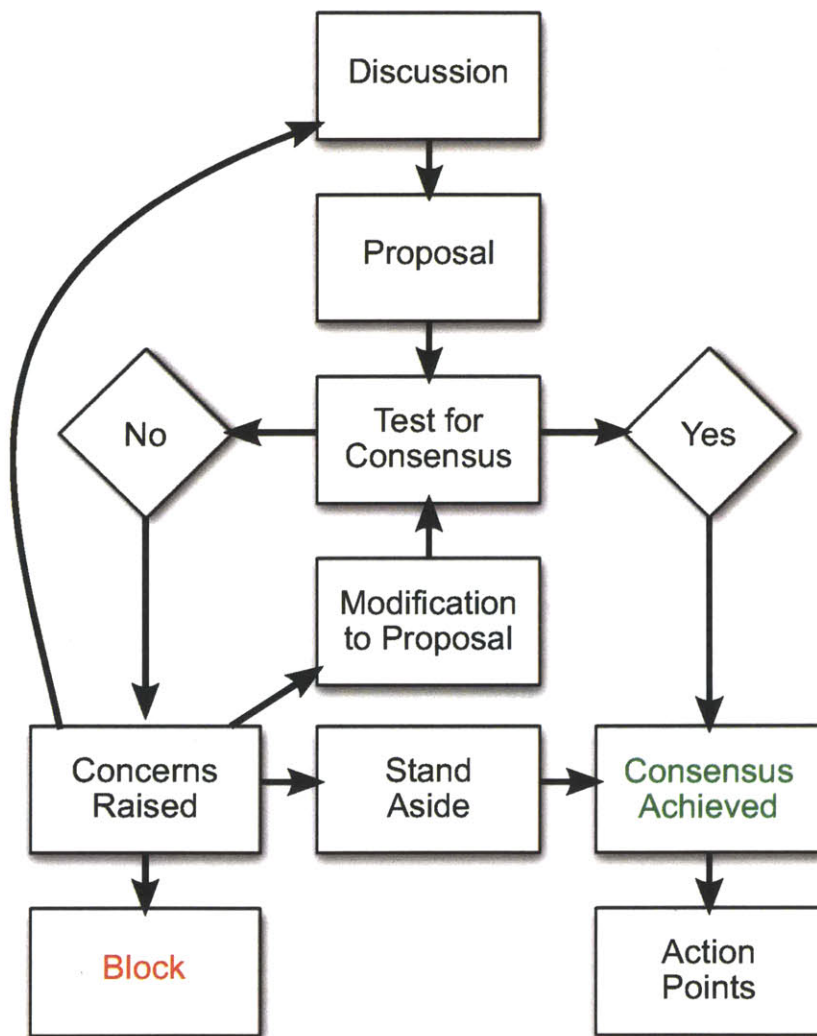 Discussion
Proposal
No
Test for
Consensus
Yes
Modification
to Proposal
Concerns
Raised
Stand
Aside
Consensus
Achieved
Block
Action
Points